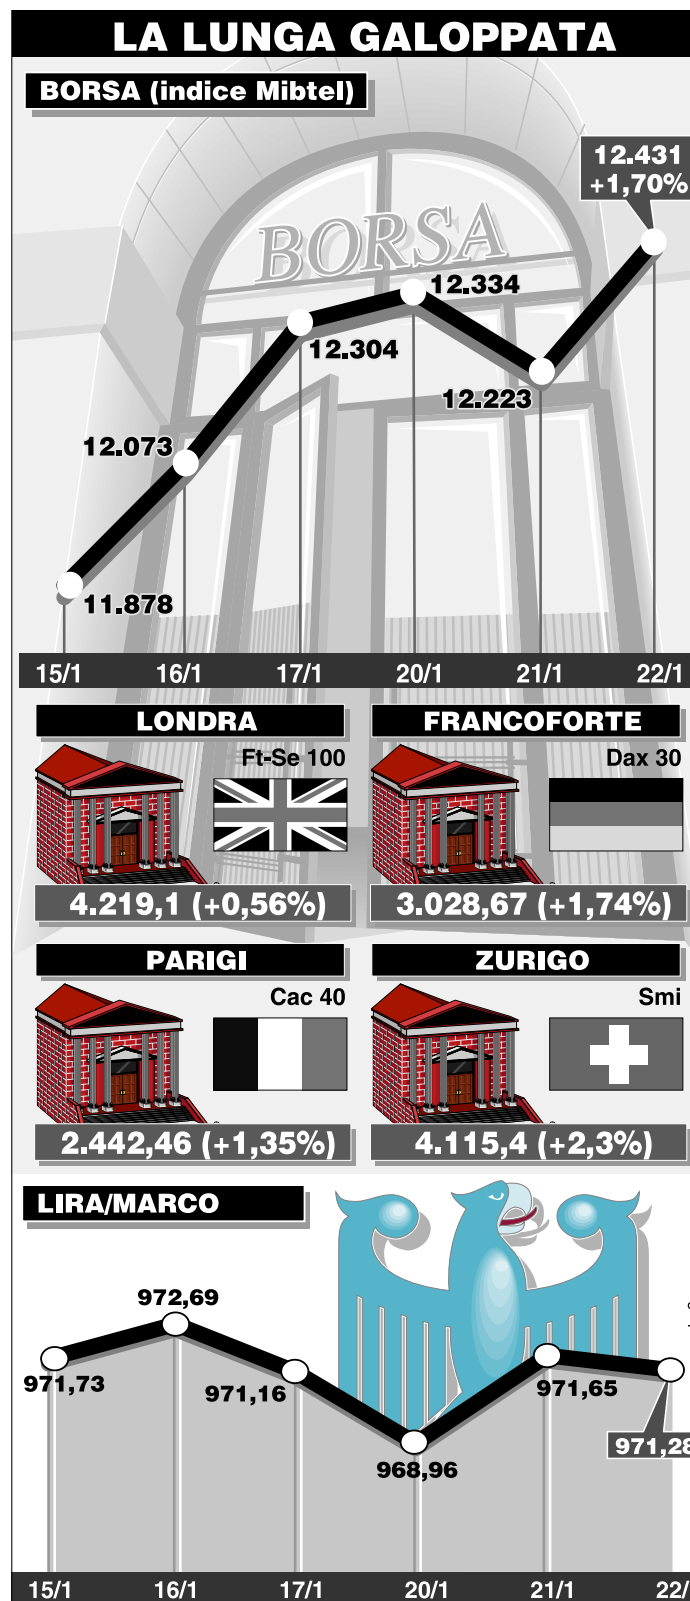 LA LUNGA GALOPPATA
BORSA (indice Mibtel)
12.431
+1,70%
BORSA
12.334
12.304
12.223
12.073
11.878
15/1 16/1 17/1 20/1 21/1 22/1
LONDRA
Ft-Se 100
4.219,1 (+0,56%)
FRANCOFORTE
Dax 30
3.028,67 (+1,74%)
PARIGI
Cac 40
2.442,46 (+1,35%)
ZURIGO
Smi
4.115,4 (+2,3%)
LIRA/MARCO
972,69
971,73
971,16
971,65
971,28
968,96
15/1 16/1 17/1 20/1 21/1 22/